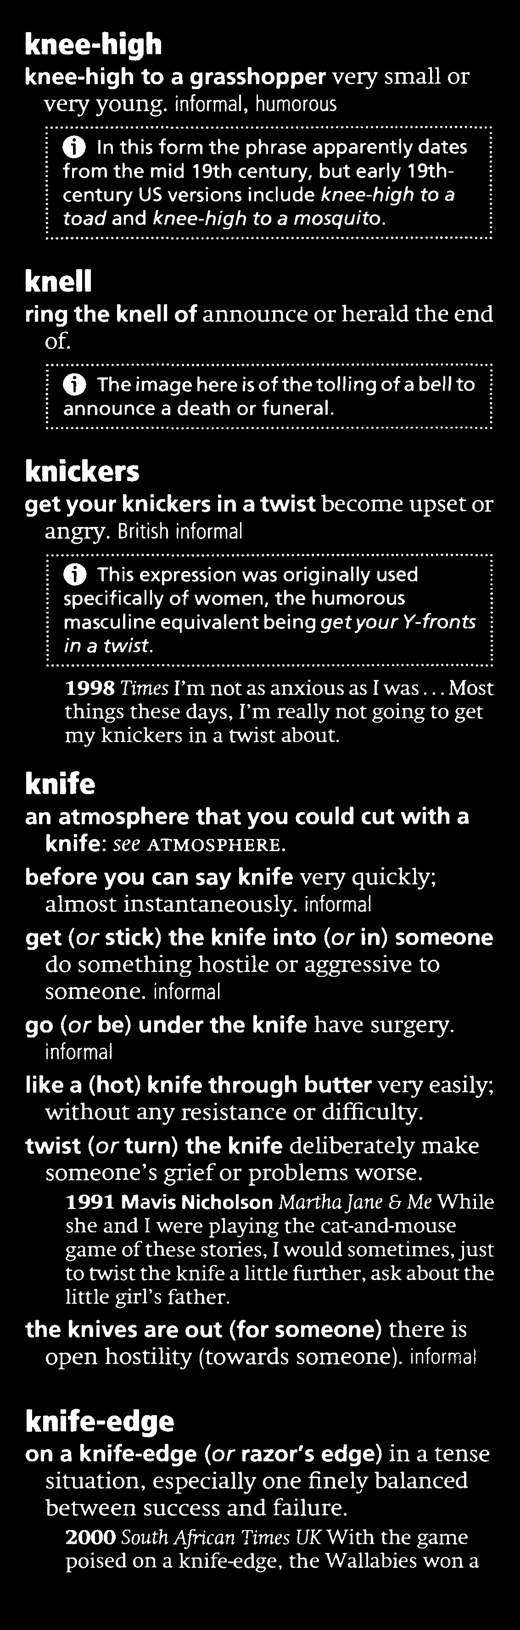 knee-high
knee-high to a grasshopper very small or
very young. informal, humorous
In this form the phrase apparently dates
from the mid 19th century, but early 19th-
century US versions include knee-high to a
toad and knee-high to a mosquito.
knell
ring the knell of announce or herald the end
of.
The image here is of the tolling of a bell to
announce a death or funeral.
knickers
get your knickers in a twist become upset or
angry. British informal
This expression was originally used
specifically of women, the humorous
masculine equivalent being get your Y-fronts
in a twist.
1998 Times I'm not as anxious as I was... Most
things these days, I'm really not going to get
my knickers in a twist about.
knife
an atmosphere that you could cut with a
knife: see ATMOSPHERE.
before you can say knife very quickly;
almost instantaneously. informal
get (or stick) the knife into (or in) someone
do something hostile or aggressive to
someone. informal
go (or be) under the knife have surgery.
informal
like a (hot) knife through butter very easily;
without any resistance or difficulty.
twist (or turn) the knife deliberately make
someone's grief or problems worse.
1991 Mavis Nicholson Martha Jane & Me While
she and I were playing the cat-and-mouse
game of these stories, I would sometimes, just
to twist the knife a little further, ask about the
little girl's father.
the knives are out (for someone) there is
open hostility (towards someone). informal
knife-edge
on a knife-edge (or razor's edge) in a tense
situation, especially one finely balanced
between success and failure.
2000 South African Times UK With the game
poised on a knife-edge, the Wallabies won a